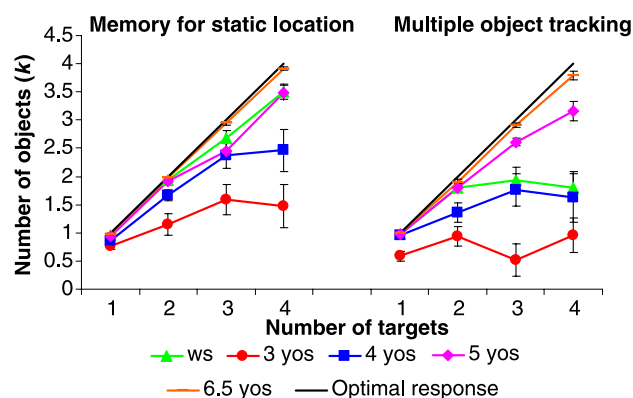 Memory for static location Multiple object tracking
Number of objects (k)
4.5
4
3.5
3
2.5
2
1.5
1
0.5
0
1 2 3 4 1 2 3 4
Number of targets
ws 3 yos 4 yos 5 yos
6.5 yos Optimal response